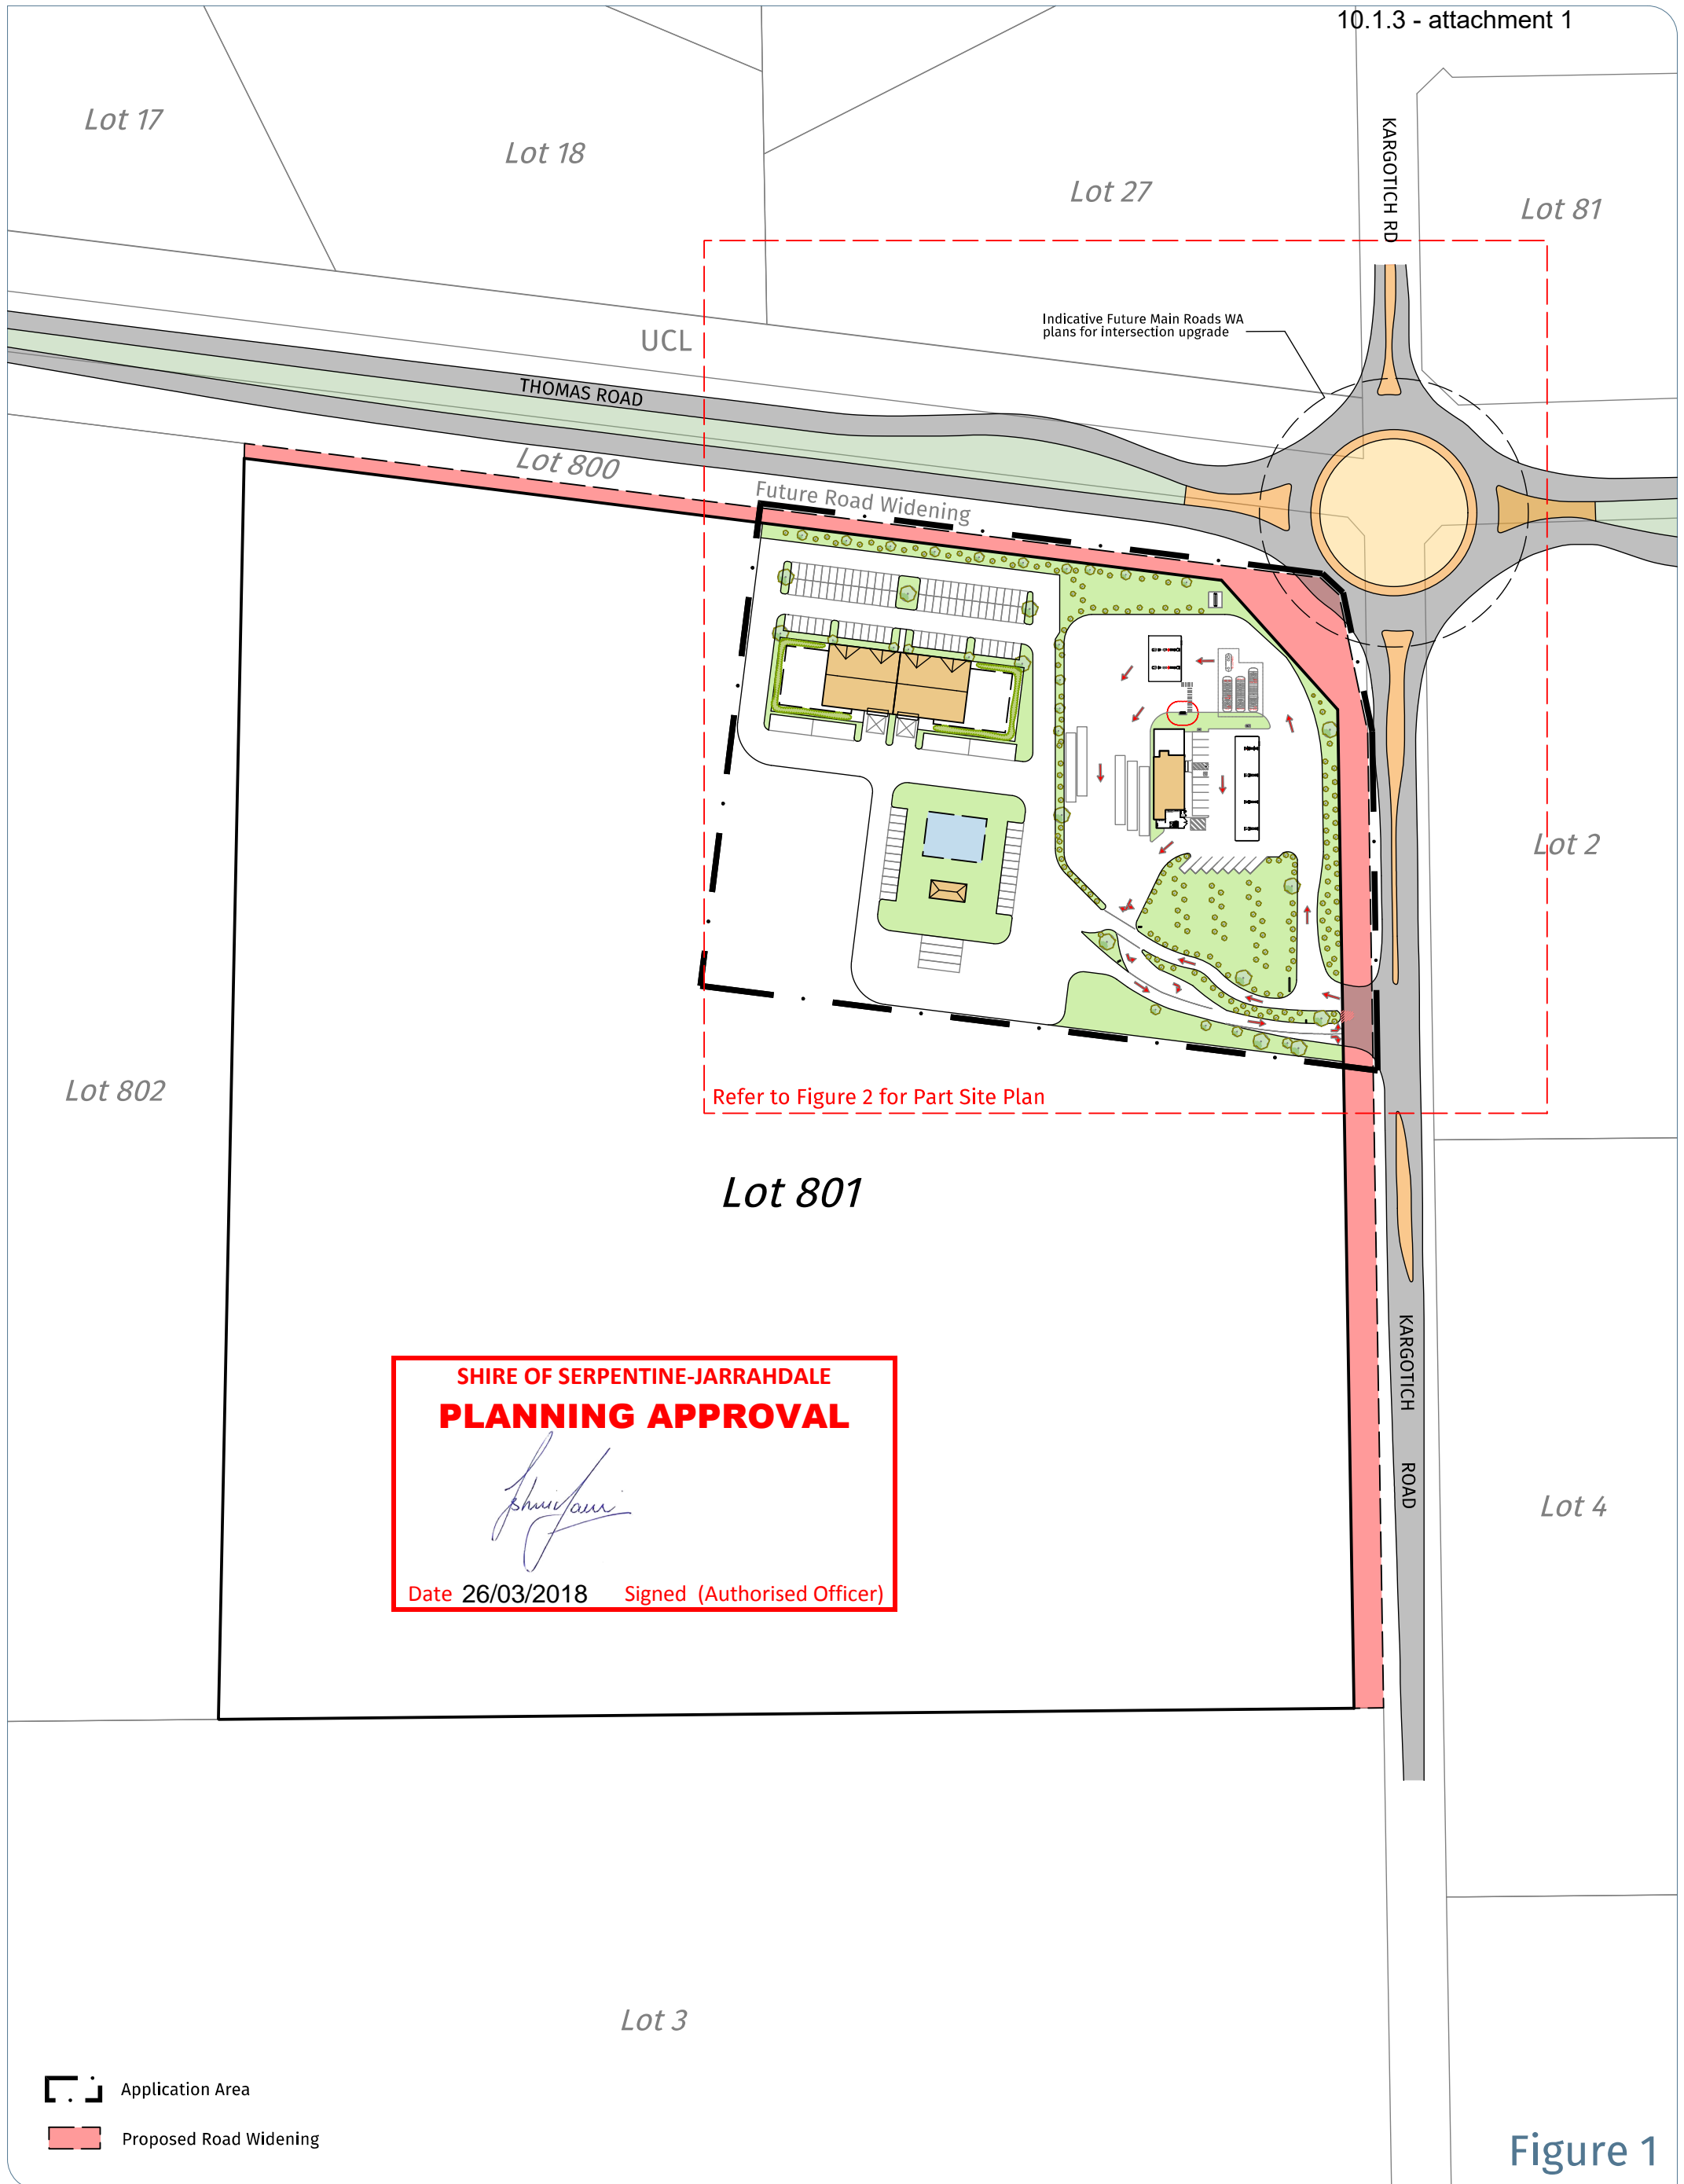 10.1.3 - attachment 1
Lot 17
Lot 18
Lot 27
KARGOTICH RD
Lot 81
Indicative Future Main Roads WA
plans for intersection upgrade
UCL
THOMAS ROAD
Lot 800
Future Road Widening
Lot 2
Lot 802
Refer to Figure 2 for Part Site Plan
Lot 801
KARGOTICH ROAD
SHIRE OF SERPENTINE-JARRAHDALE
PLANNING APPROVAL
Date 26/03/2018 Signed (Authorised Officer)
Lot 4
Lot 3
Application Area
Proposed Road Widening
Figure 1